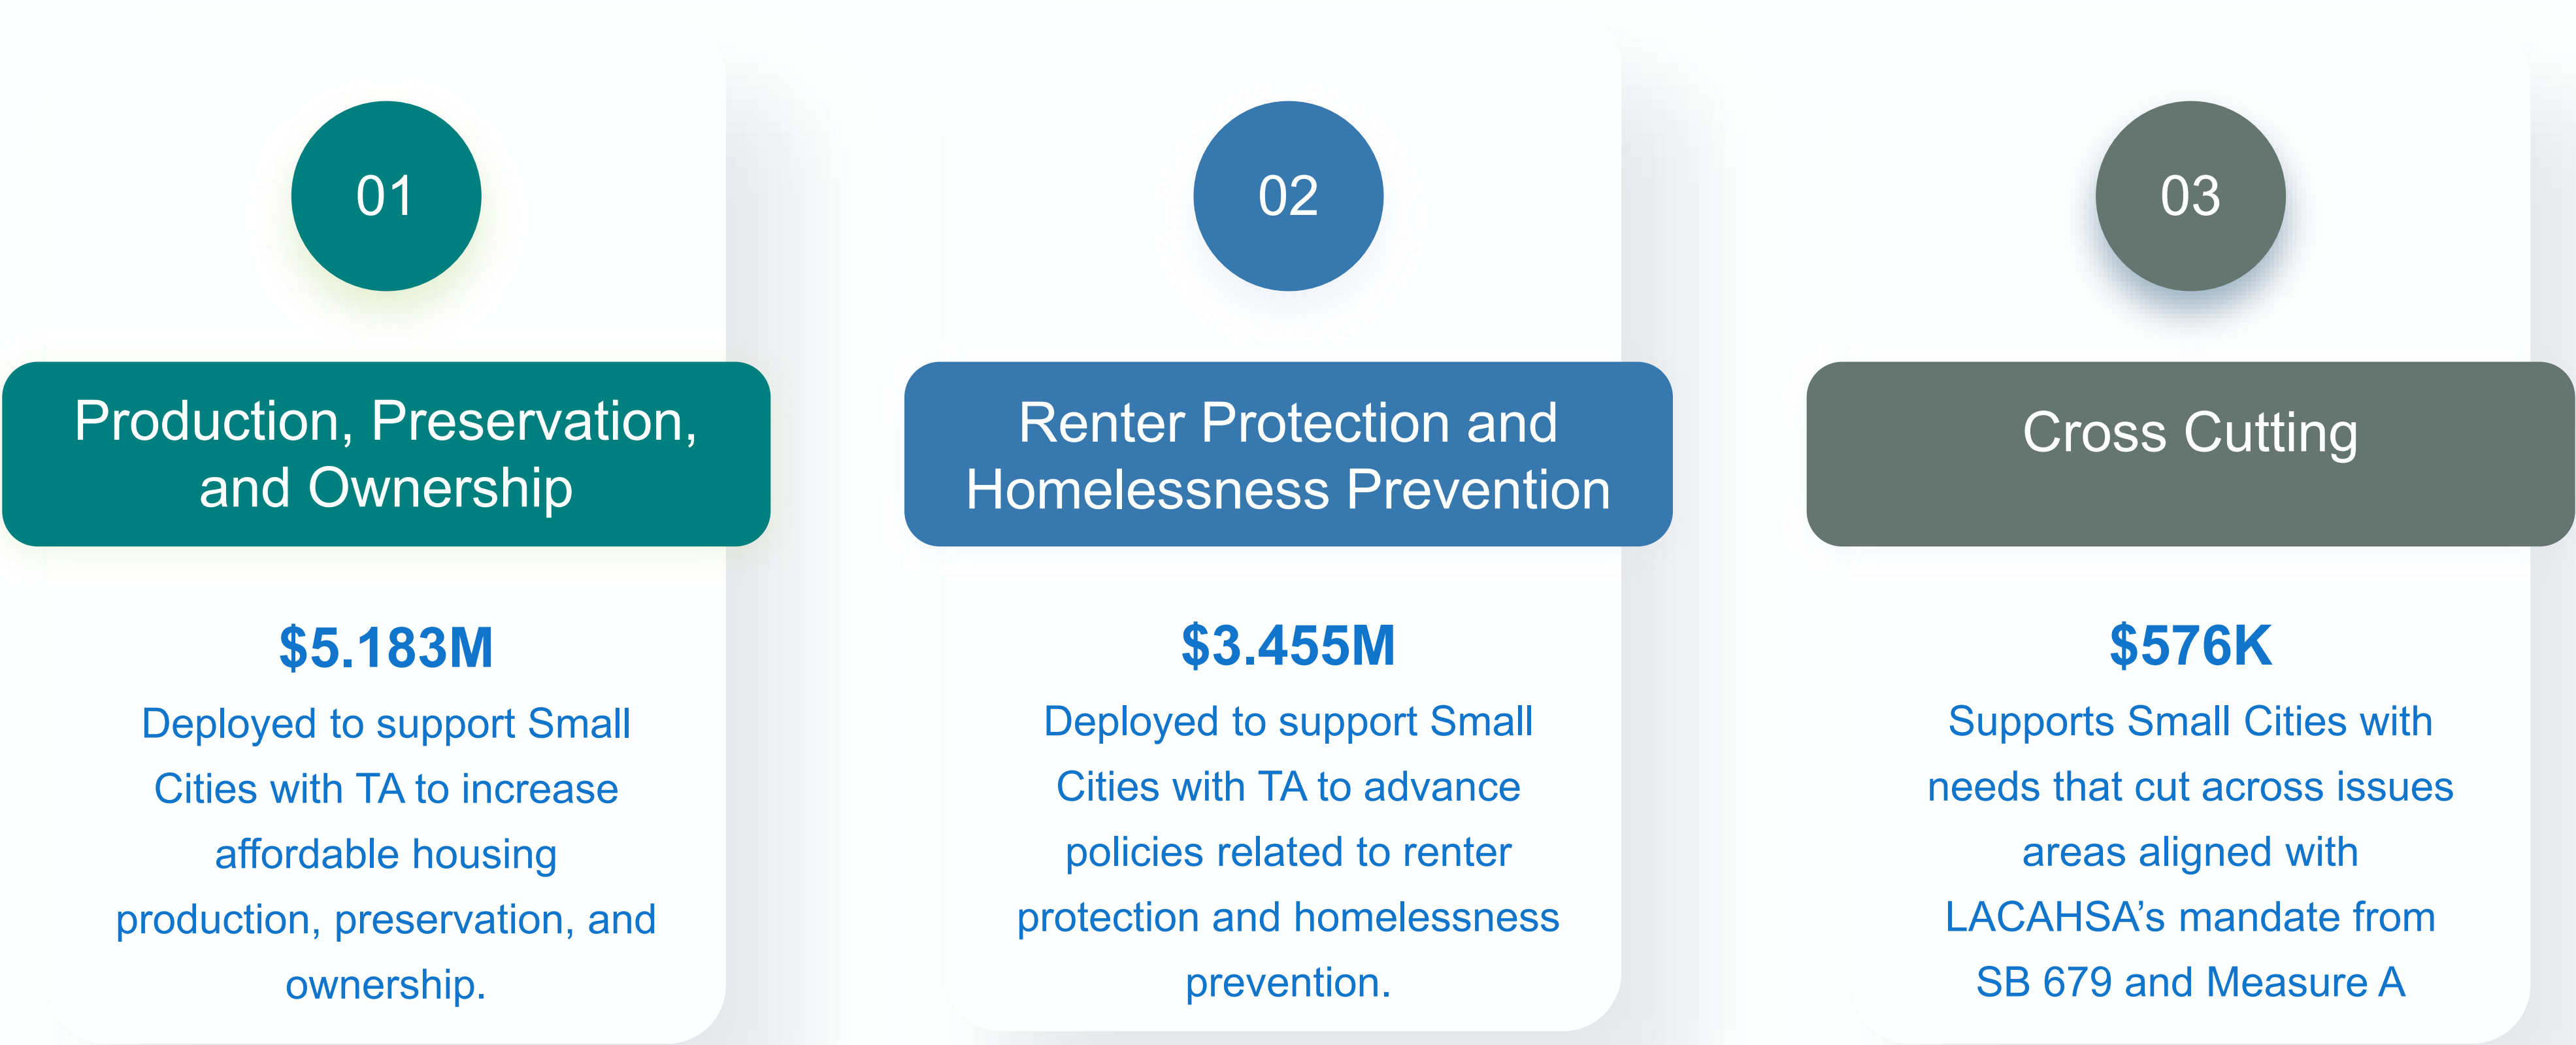 01
Production, Preservation,
and Ownership
$5.183M
Deployed to support Small
Cities with TA to increase
affordable housing
production, preservation, and
ownership.
02
Renter Protection and
Homelessness Prevention
$3.455M
Deployed to support Small
Cities with TA to advance
policies related to renter
protection and homelessness
prevention.
03
Cross Cutting
$576K
Supports Small Cities with
needs that cut across issues
areas aligned with
LACAHSA’s mandate from
SB 679 and Measure A